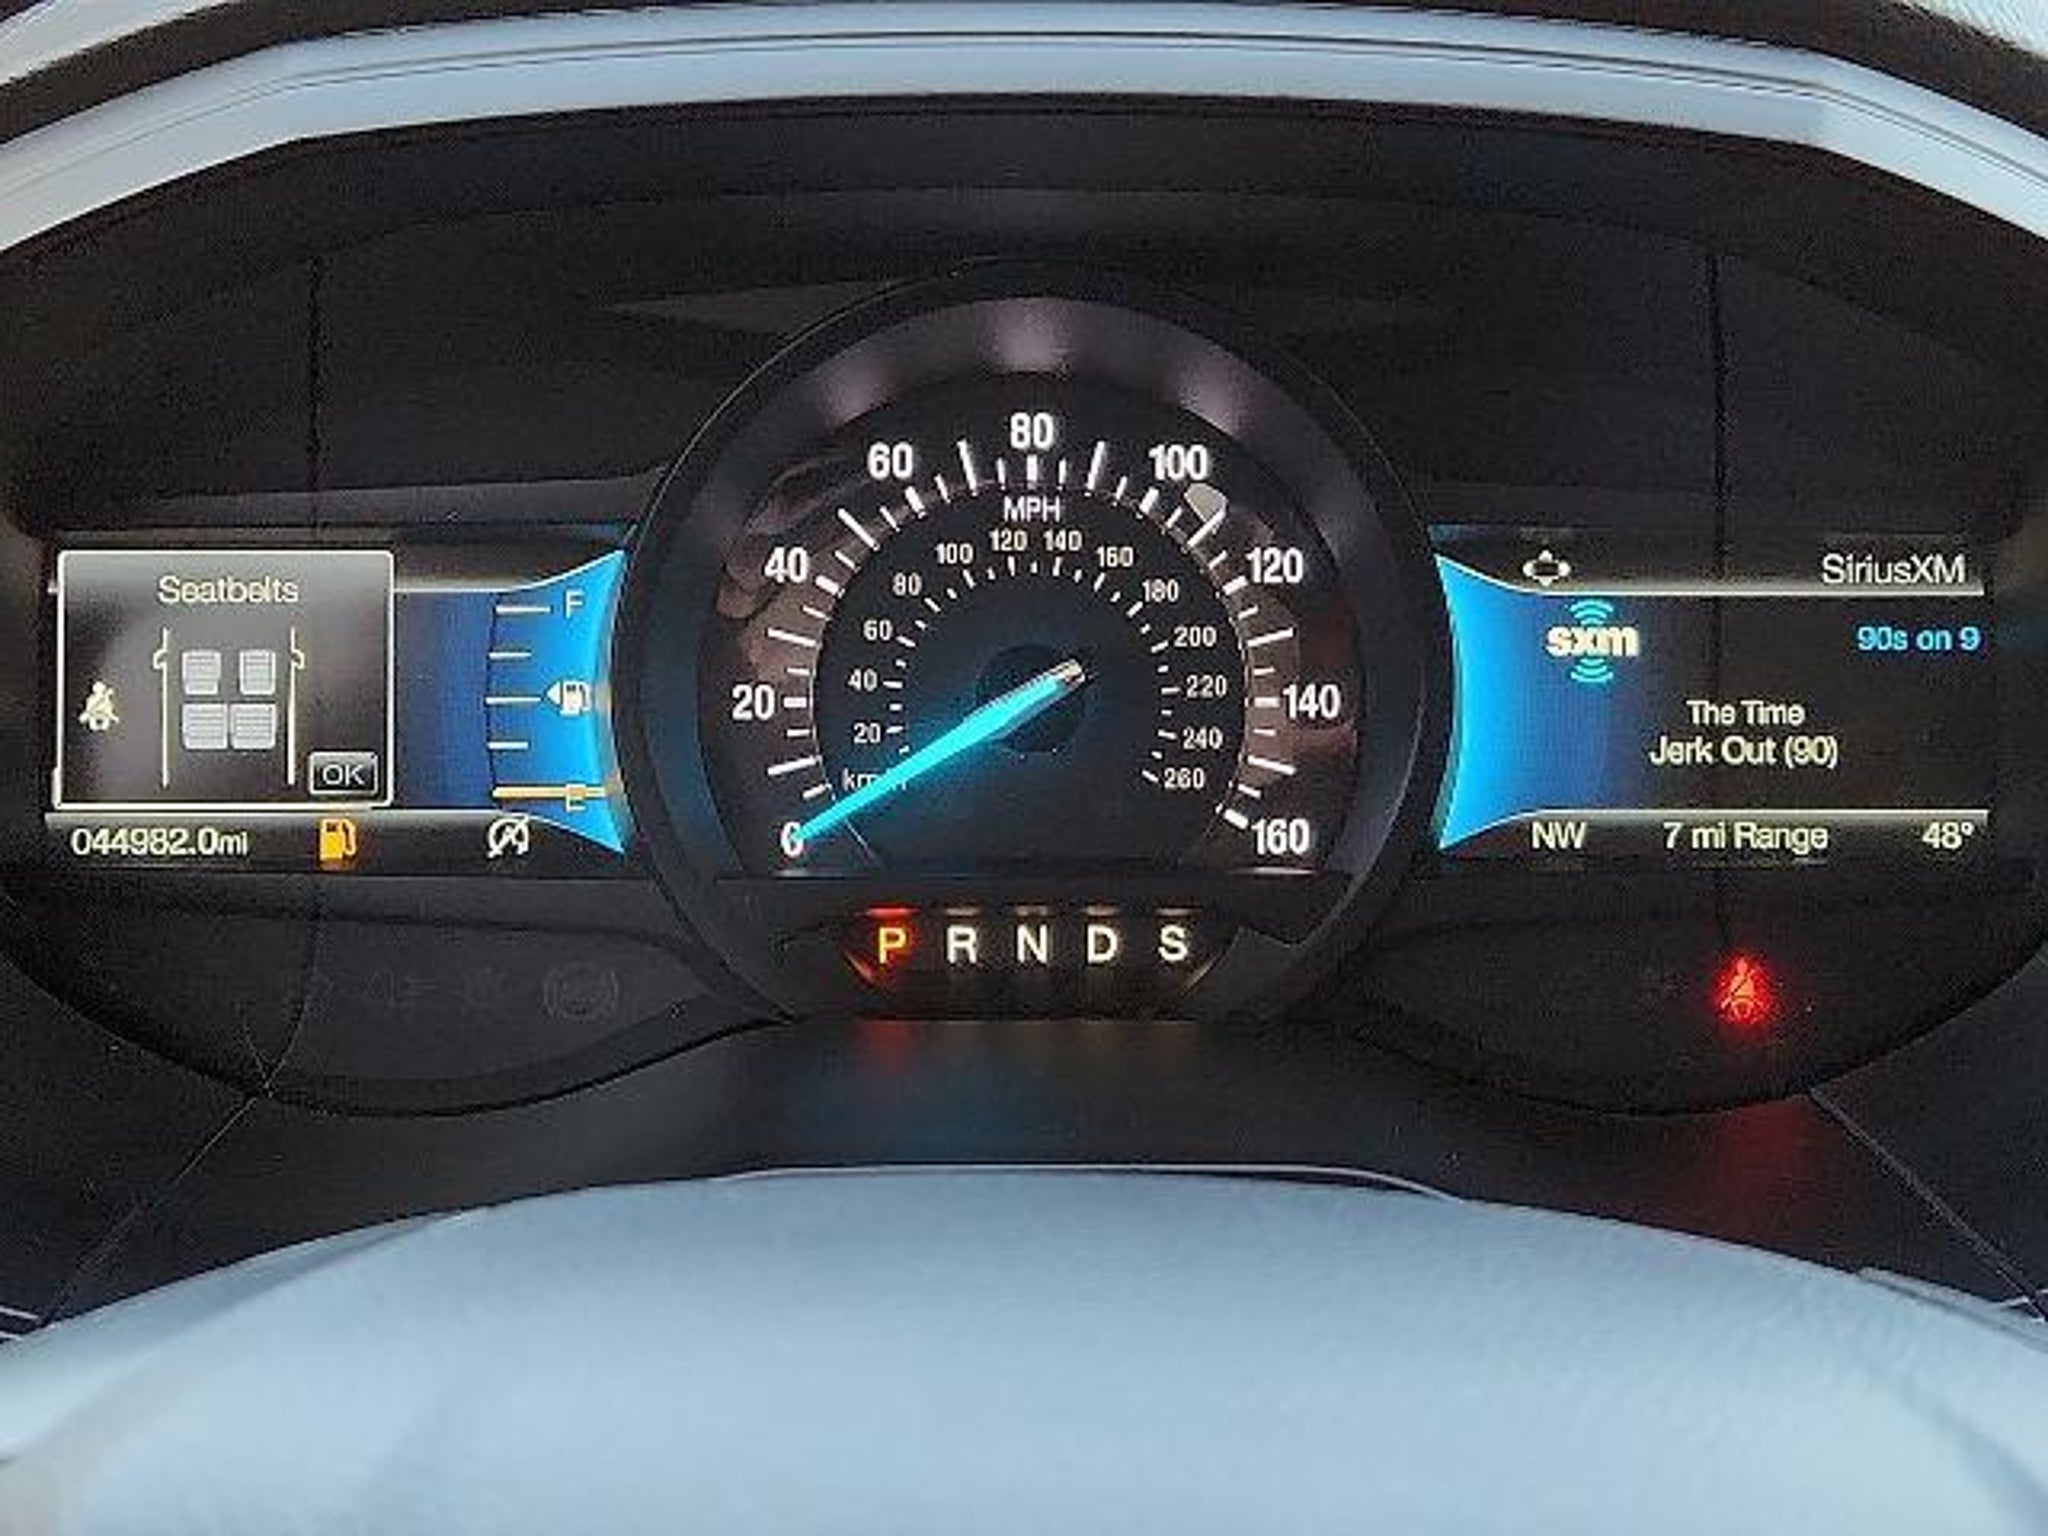 Seatbelts
OK
F
E
044982.0mi
0
20
40
60
80
100
120
140
160
MPH
20
40
60
80
100
120
140
160
180
200
220
240
260
P R N D S
SiriusXM
sxm
90s on 9
The Time
Jerk Out (90)
NW 7 mi Range 48°